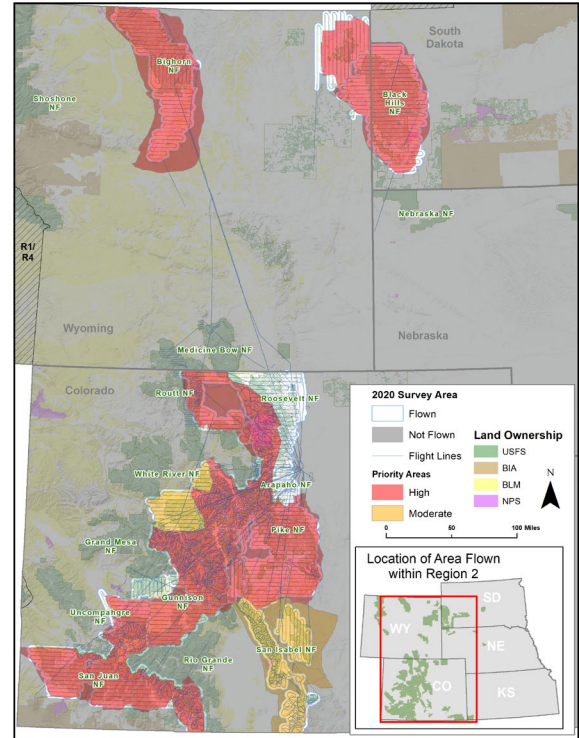 South
Dakota
Bighorn
NF
Shoshone
NF
Black
Hills
NF
Nebraska NF
R1/
R4
Wyoming
Nebraska
Medicine Bow NF
Colorado
Routt NF
Roosevelt NF
White River NF
Arapaho NF
Grand Mesa
NF
Pike NF
Gunnison
NF
Uncompahgre
NF
San Isabel NF
Rio Grande
NF
San Juan
NF
2020 Survey Area
Flown
Not Flown
Flight Lines
Priority Areas
High
Moderate
Land Ownership
USFS
BIA
BLM
NPS
N
0 50 100 Miles
Location of Area Flown
within Region 2
SD
WY
NE
CO
KS